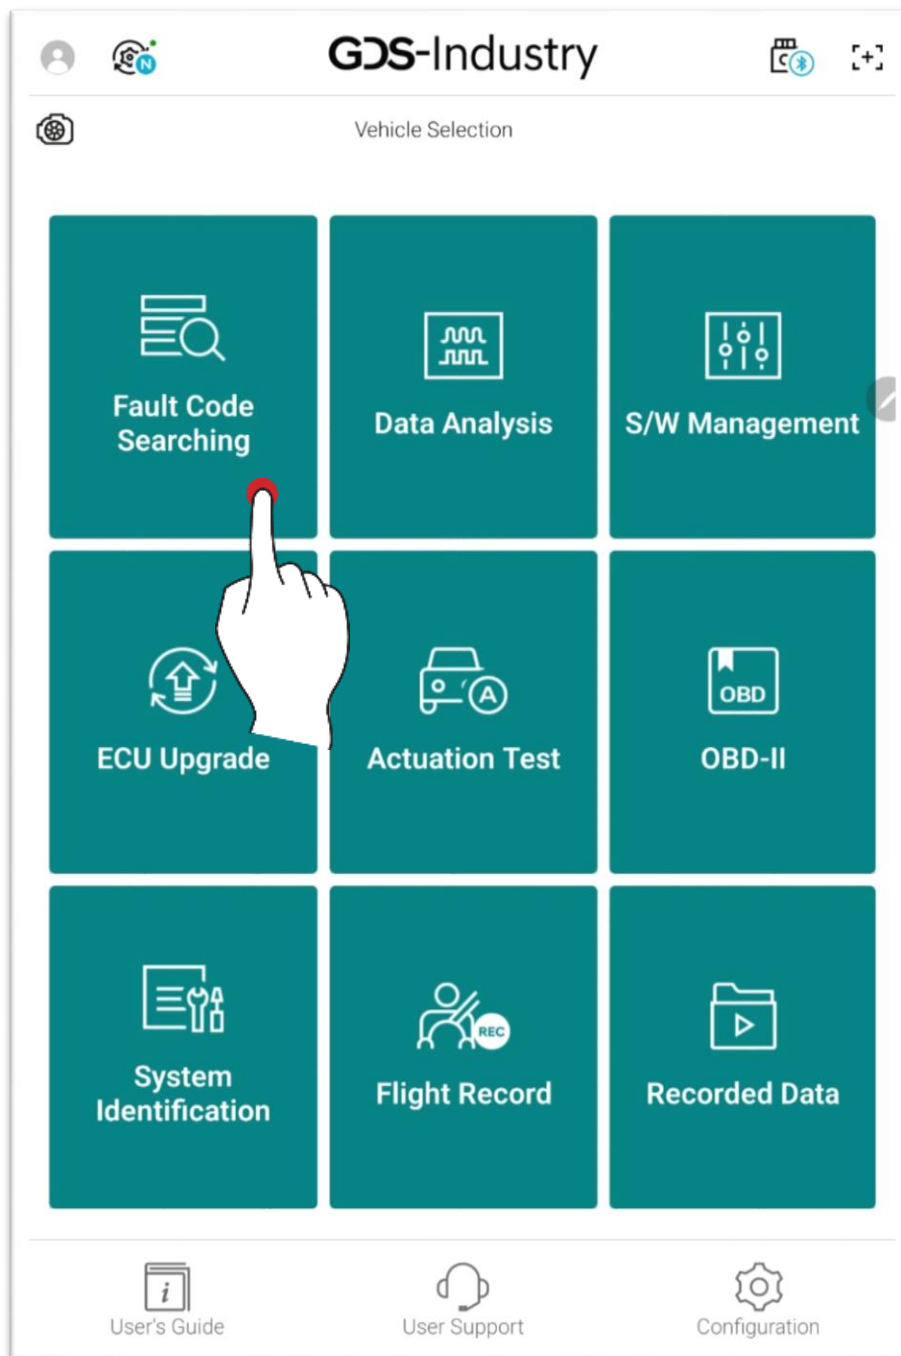 N
GDS-Industry
Vehicle Selection
Fault Code
Searching
Data Analysis
S/W Management
ECU Upgrade
A
Actuation Test
OBD
OBD-II
System
Identification
REC
Flight Record
Recorded Data
i
User's Guide
User Support
Configuration